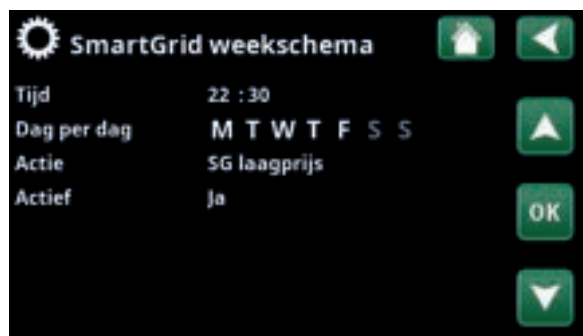 SmartGrid weekschema
Tijd 22 : 30
Dag per dag M T W T F S S
Actie SG laagprijs
Actief Ja
OK